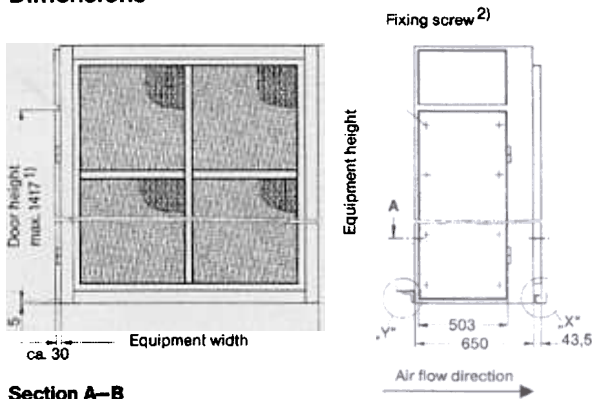 Dimensions
Fixing screw 2)
Door height
max. 1417 1)
5
ca. 30
Equipment width
Equipment height
A
„Y"
„X"
503
650
43,5
Air flow direction
Section A–B